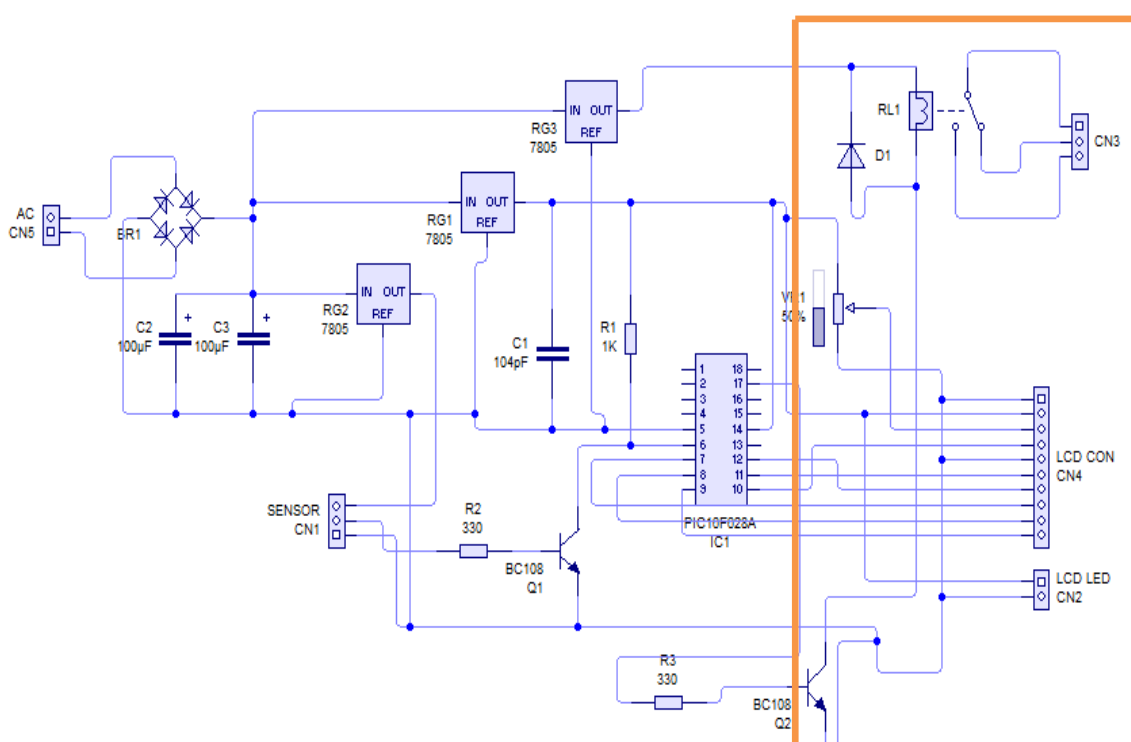 IN OUT
REF
RG3
7805
RL1
D1
CN3
AC
CN5
BR1
IN OUT
REF
RG1
7805
IN OUT
REF
RG2
7805
C2
100µF
C3
100µF
C1
104pF
R1
1K
50%
1
2
3
4
5
6
7
8
9
18
17
16
15
14
13
12
11
10
PIC10F028A
IC1
LCD CON
CN4
SENSOR
CN1
R2
330
BC108
Q1
LCD LED
CN2
R3
330
BC108
Q2